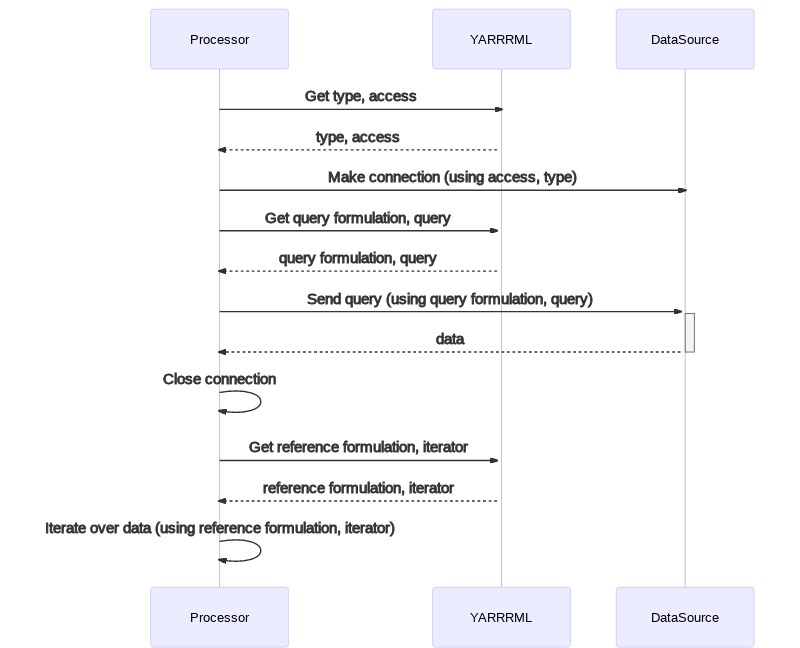 Processor
YARRRML
DataSource
Get type, access
type, access
Make connection (using access, type)
Get query formulation, query
query formulation, query
Send query (using query formulation, query)
data
Close connection
Get reference formulation, iterator
reference formulation, iterator
Iterate over data (using reference formulation, iterator)
Processor
YARRRML
DataSource